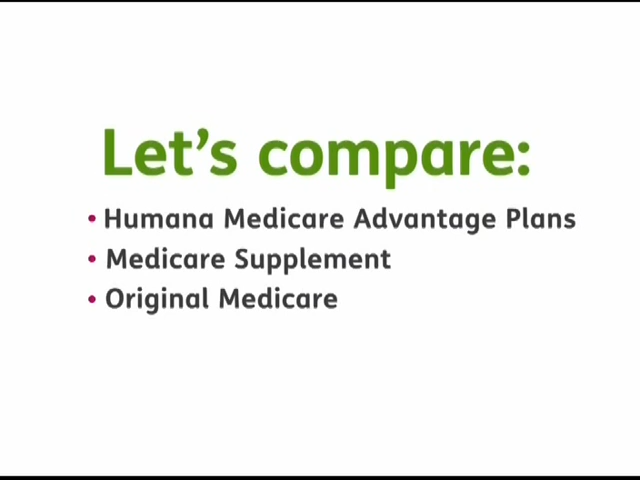 Let’s compare:
• Humana Medicare Advantage Plans
• Medicare Supplement
• Original Medicare